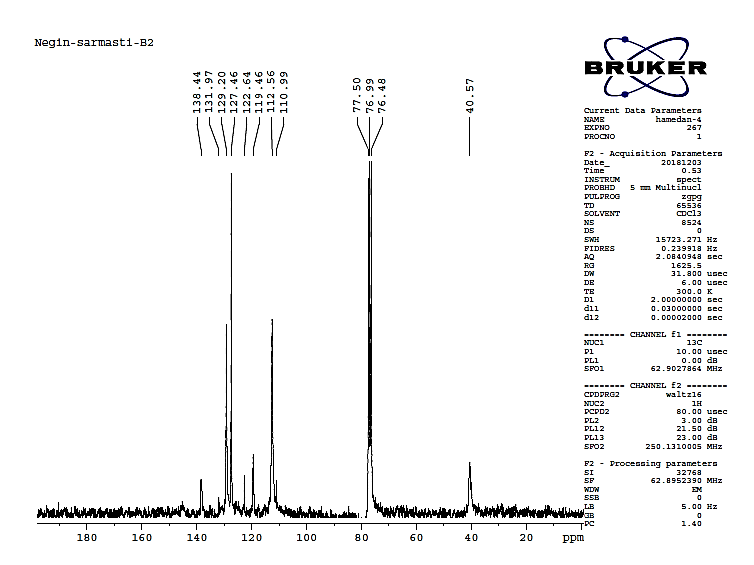 Negin-sarmasti-B2
138.44
131.97
129.20
127.46
122.64
119.46
112.56
110.99
77.50
76.99
76.48
40.57
180 160 140 120 100 80 60 40 20 ppm
BRUKER
Current Data Parameters
NAME hamedan-4
EXPNO 267
PROCNO 1
F2 - Acquisition Parameters
Date_ 20181203
Time 0.53
INSTRUM spect
PROBHD 5 mm Multinucl
PULPROG zgpg
TD 65536
SOLVENT CDCl3
NS 8524
DS 0
SWH 15723.271 Hz
FIDRES 0.239918 Hz
AQ 2.0840948 sec
RG 1625.5
DW 31.800 usec
DE 6.00 usec
TE 300.0 K
D1 2.00000000 sec
d11 0.03000000 sec
d12 0.00002000 sec
======== CHANNEL f1 ========
NUC1 13C
P1 10.00 usec
PL1 0.00 dB
SFO1 62.9027864 MHz
======== CHANNEL f2 ========
CPDPRG2 waltz16
NUC2 1H
PCPD2 80.00 usec
PL2 3.00 dB
PL12 21.50 dB
PL13 23.00 dB
SFO2 250.1310005 MHz
F2 - Processing parameters
SI 32768
SF 62.8952390 MHz
WDW EM
SSB 0
LB 5.00 Hz
GB 0
PC 1.40